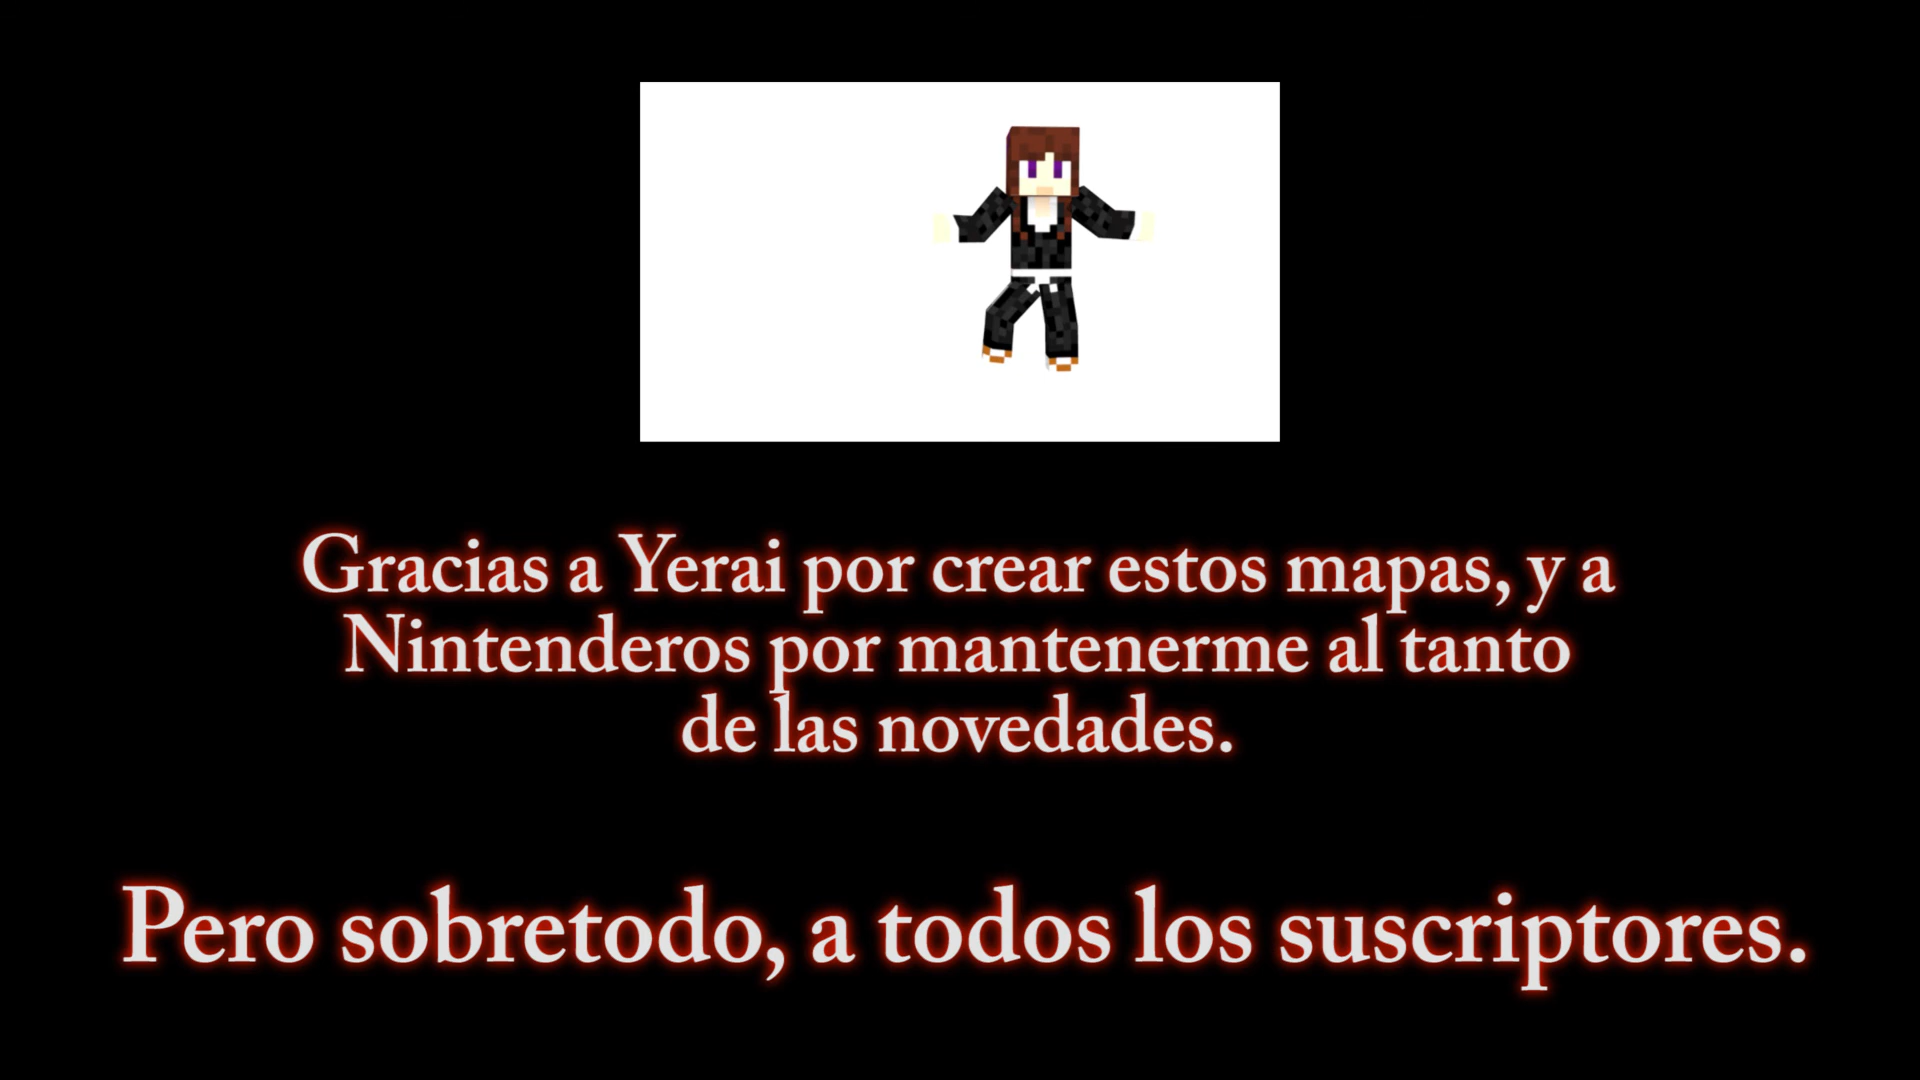 Gracias a Yerai por crear estos mapas, y a
Nintenderos por mantenerme al tanto
de las novedades.
Pero sobretodo, a todos los suscriptores.